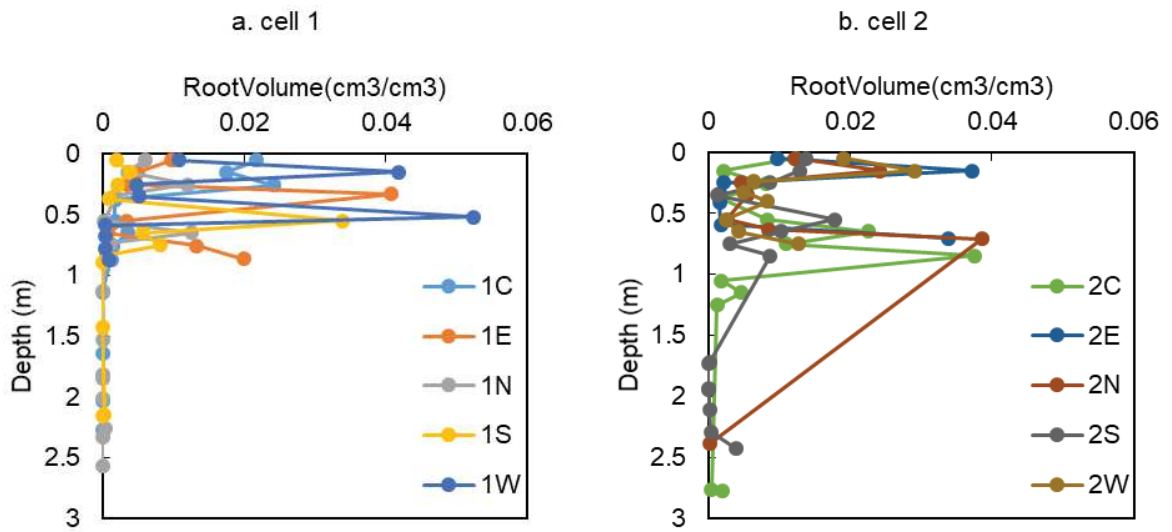 a. cell 1
RootVolume(cm3/cm3)
0 0.02 0.04 0.06
0
0.5
1
1.5
2
2.5
3
Depth (m)
1C
1E
1N
1S
1W
b. cell 2
RootVolume(cm3/cm3)
0 0.02 0.04 0.06
0
0.5
1
1.5
2
2.5
3
Depth (m)
2C
2E
2N
2S
2W